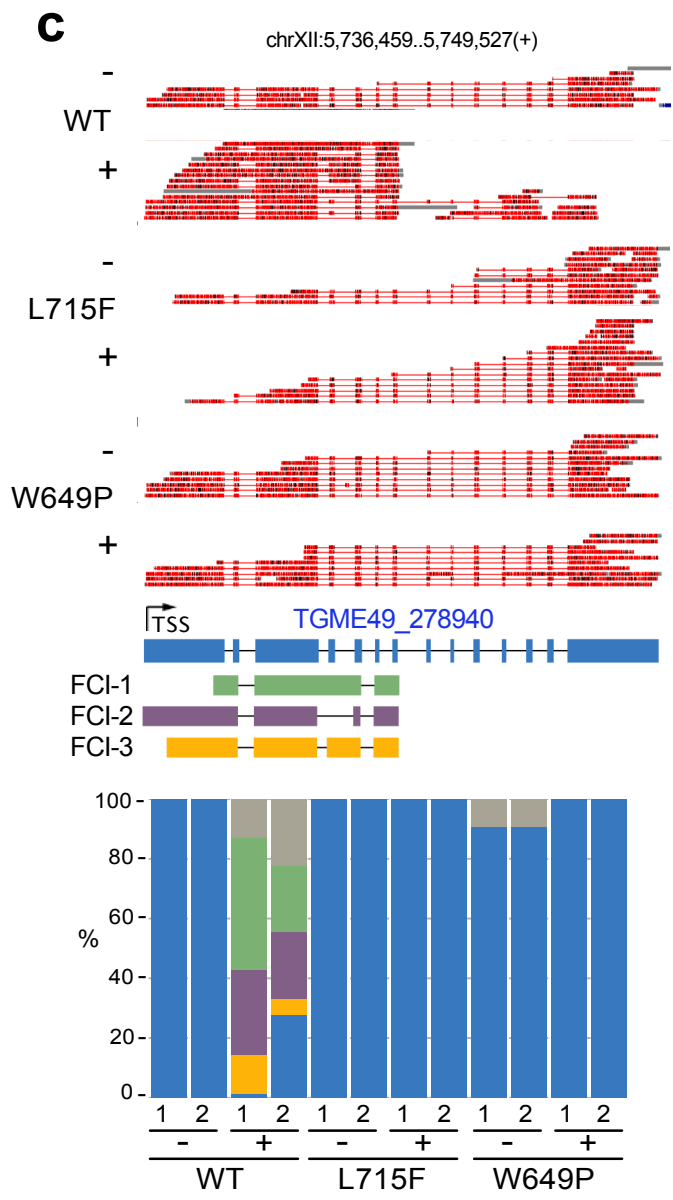 c
chrXII:5,736,459..5,749,527(+)
-
WT
+
-
L715F
+
-
W649P
+
TSS
TGME49_278940
FCI-1
FCI-2
FCI-3
100
80
60
%
40
20
0
1 2 1 2 1 2 1 2 1 2 1 2
- + - + - +
WT L715F W649P